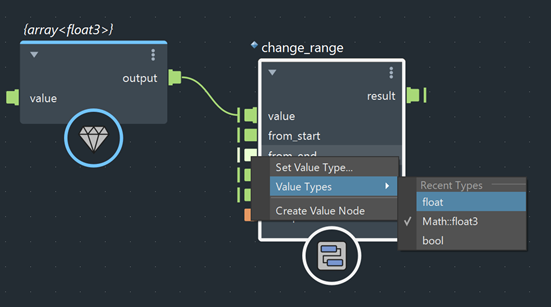 {array<float3>}
output
value
change_range
result
value
from_start
from_end
Set Value Type...
Value Types
Create Value Node
Recent Types
float
Math::float3
bool